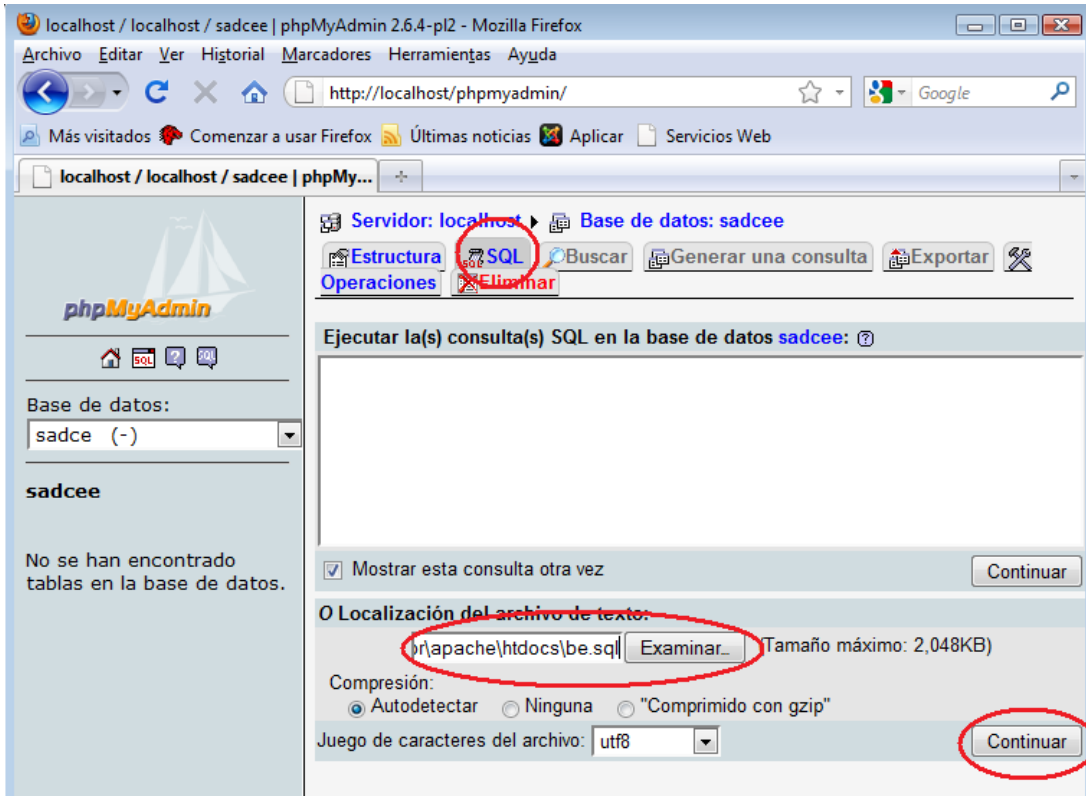 localhost / localhost / sadcee | phpMyAdmin 2.6.4-pl2 - Mozilla Firefox
Archivo Editar Ver Historial Marcadores Herramientas Ayuda
http://localhost/phpmyadmin/ Google
Más visitados Comenzar a usar Firefox Últimas noticias Aplicar Servicios Web
localhost / localhost / sadcee | phpMy...
phpMyAdmin
SQL SQL
Base de datos:
sadce (-)
sadcee
No se han encontrado
tablas en la base de datos.
Servidor: localhost Base de datos: sadcee
Estructura SQL Buscar Generar una consulta Exportar
Operaciones Eliminar
Ejecutar la(s) consulta(s) SQL en la base de datos sadcee:
Mostrar esta consulta otra vez Continuar
O Localización del archivo de texto:
or\apache\htdocs\be.sql Examinar... (Tamaño máximo: 2,048KB)
Compresión:
Autodetectar Ninguna "Comprimido con gzip"
Juego de caracteres del archivo: utf8 Continuar